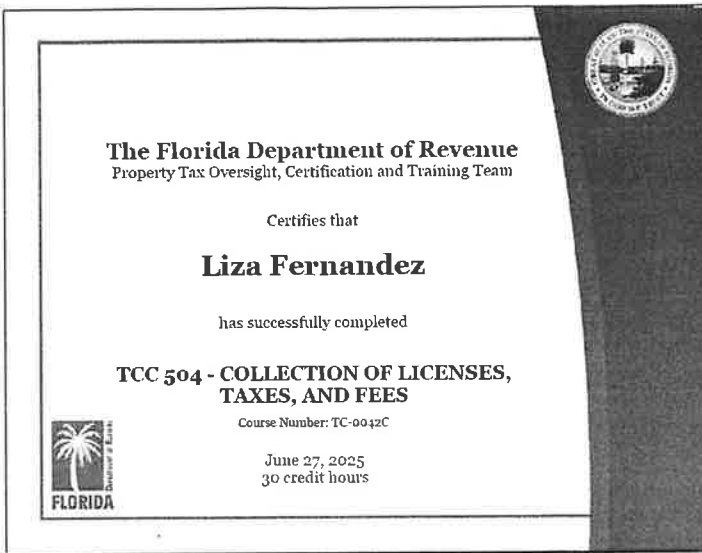 The Florida Department of Revenue
Property Tax Oversight, Certification and Training Team
Certifies that
Liza Fernandez
has successfully completed
TCC 504 - COLLECTION OF LICENSES,
TAXES, AND FEES
Course Number: TC-0042C
June 27, 2025
30 credit hours
FLORIDA